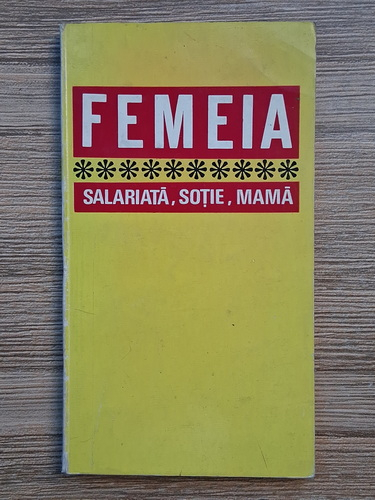 FEMEIA
SALARIATĂ, SOȚIE, MAMĂ